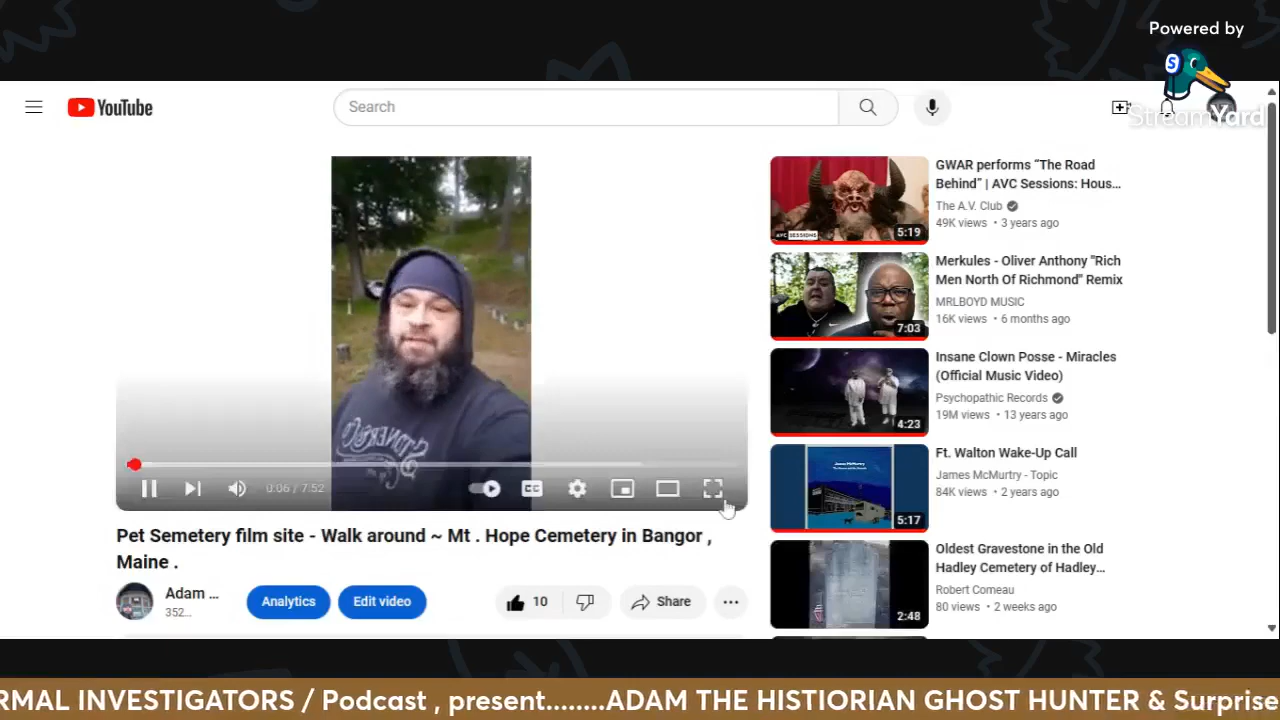 Powered by
S
StreamYard
YouTube
Search
GWAR performs “The Road
Behind” | AVC Sessions: Hous...
The A.V. Club
49K views • 3 years ago
AVC SESSIONS
5:19
Merkules - Oliver Anthony "Rich
Men North Of Richmond" Remix
MRLBOYD MUSIC
16K views • 6 months ago
7:03
Insane Clown Posse - Miracles
(Official Music Video)
Psychopathic Records
19M views • 13 years ago
4:23
Ft. Walton Wake-Up Call
James McMurtry - Topic
84K views • 2 years ago
5:17
Oldest Gravestone in the Old
Hadley Cemetery of Hadley...
Robert Comeau
80 views • 2 weeks ago
2:48
0:06 / 7:52
CC
Pet Semetery film site - Walk around ~ Mt . Hope Cemetery in Bangor ,
Maine .
Adam ...
352...
Analytics
Edit video
10
Share
RMAL INVESTIGATORS / Podcast , present........ADAM THE HISTIORIAN GHOST HUNTER & Surprise